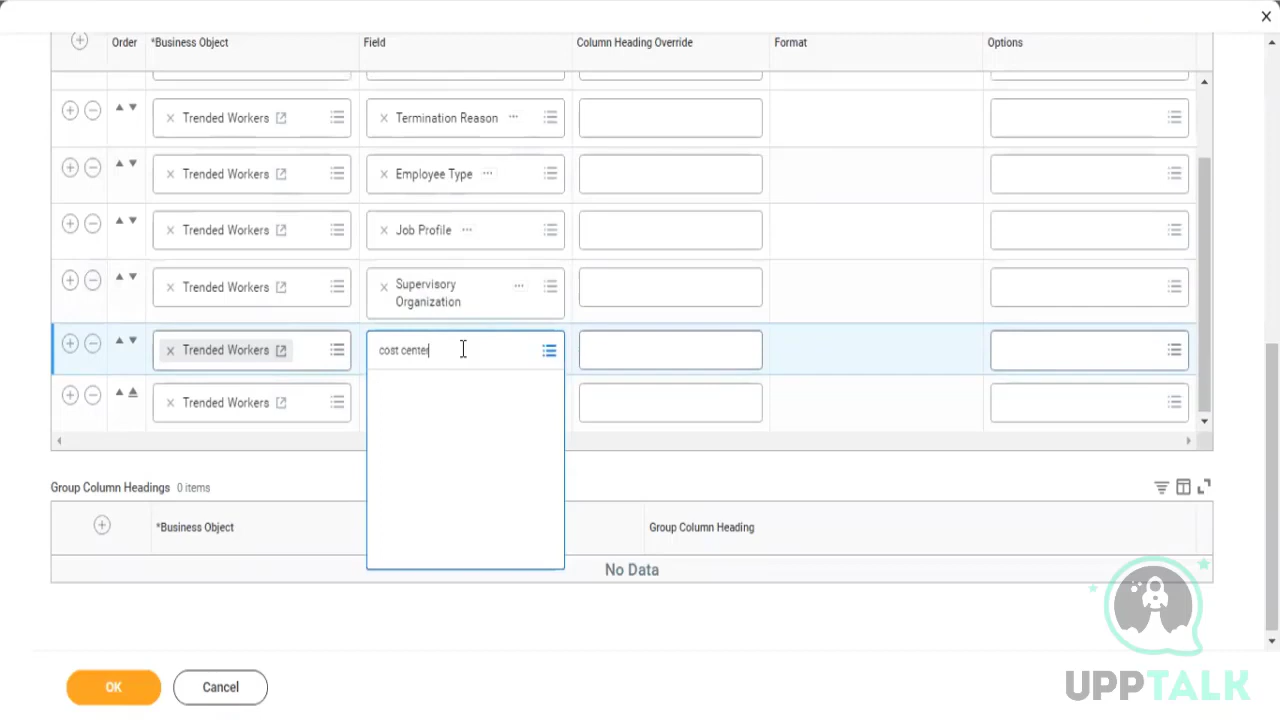 Order *Business Object Field Column Heading Override Format Options
Trended Workers Termination Reason
Trended Workers Employee Type
Trended Workers Job Profile
Trended Workers Supervisory
Organization
Trended Workers cost center
Trended Workers
Group Column Headings 0 items
*Business Object Group Column Heading
No Data
OK Cancel
UPPTALK